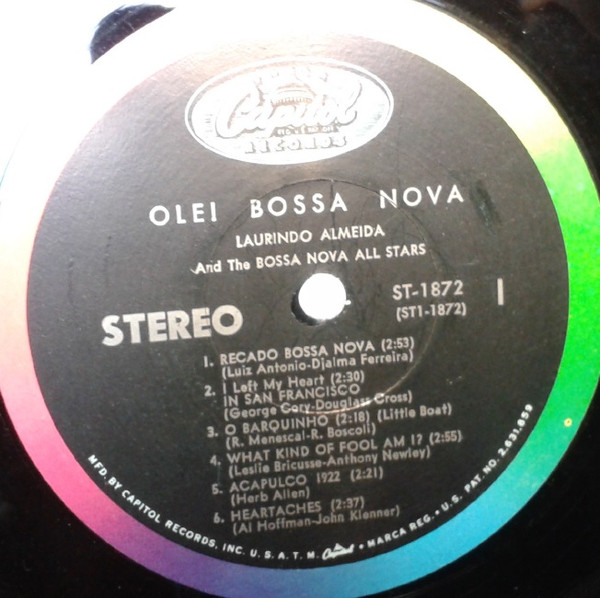 Capitol
RECORDS
OLE! BOSSA NOVA
LAURINDO ALMEIDA
And The BOSSA NOVA ALL STARS
STEREO
ST-1872
(ST1-1872)
1
1. RECADO BOSSA NOVA (2:53)
(Luiz Antonio-Djalma Ferreira)
2. I Left My Heart (2:30)
IN SAN FRANCISCO
(George Cory-Douglass Cross)
3. O BARQUINHO (2:18) (Little Boat)
(R. Menescal-R. Boscoli)
4. WHAT KIND OF FOOL AM I? (2:55)
(Leslie Bricusse-Anthony Newley)
5. ACAPULCO 1922 (2:21)
(Herb Allen)
6. HEARTACHES (2:37)
(Al Hoffman-John Klenner)
MFD. BY CAPITOL RECORDS, INC. U.S.A. T.M. Capitol • MARCA REG. • U.S. PAT. NO. 2,631,859